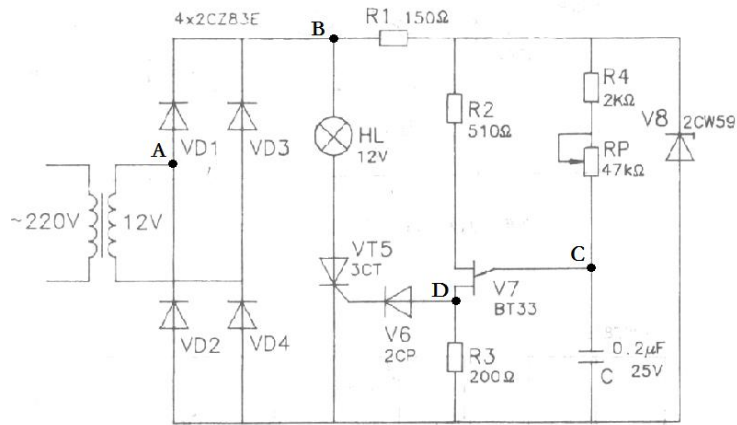 4x2CZ83E
B
R1 150Ω
R4
2KΩ
R2
510Ω
V8
2CW59
A
VD1
VD3
HL
12V
RP
47kΩ
~220V
12V
VT5
3CT
C
D
V7
BT33
V6
2CP
VD2
VD4
R3
200Ω
0.2μF
25V
C